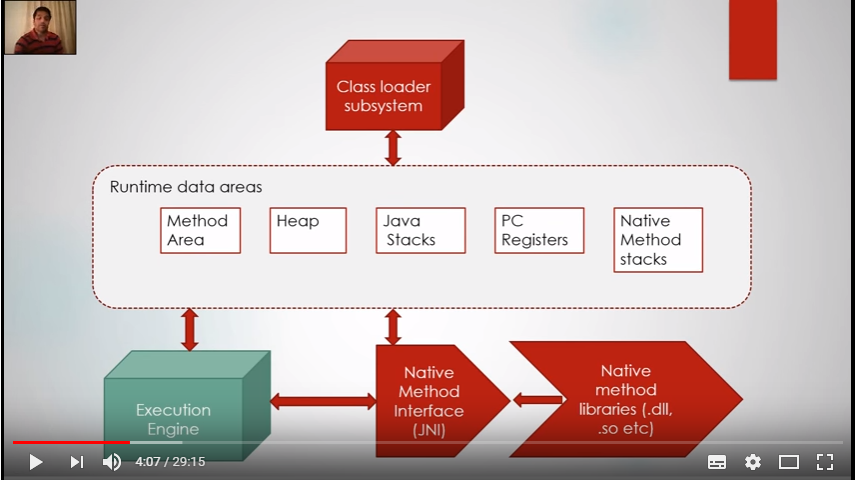 Class loader
subsystem
Runtime data areas
Method
Area
Heap
Java
Stacks
PC
Registers
Native
Method
stacks
Execution
Engine
Native
Method
Interface
(JNI)
Native
method
libraries (.dll,
.so etc)
4:07 / 29:15